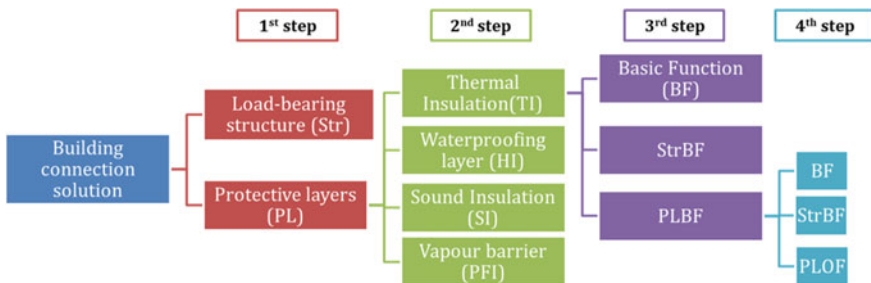 1st step
2nd step
3rd step
4th step
Building
connection
solution
Load-bearing
structure (Str)
Protective layers
(PL)
Thermal
Insulation(TI)
Waterproofing
layer (HI)
Sound Insulation
(SI)
Vapour barrier
(PFI)
Basic Function
(BF)
StrBF
PLBF
BF
StrBF
PLOF